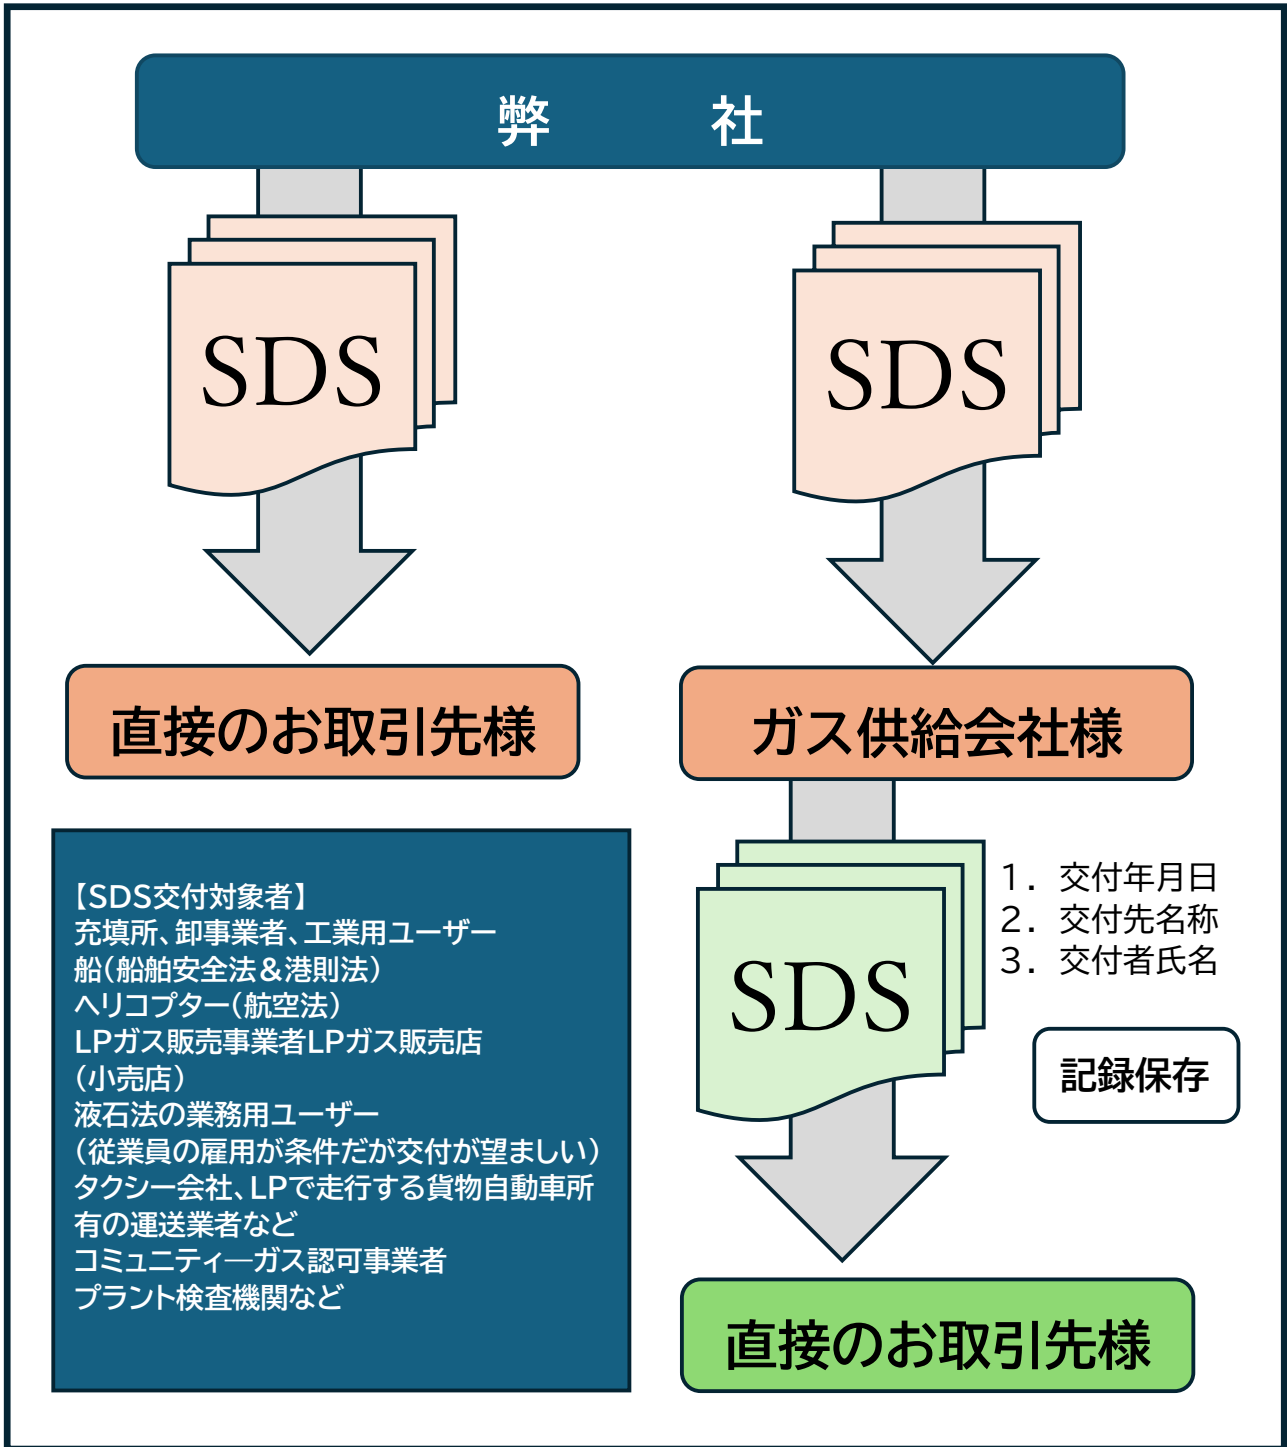 弊　社
SDS
SDS
直接のお取引先様
ガス供給会社様
【SDS交付対象者】
充填所、卸事業者、工業用ユーザー
船（船舶安全法＆港則法）
ヘリコプター（航空法）
LPガス販売事業者LPガス販売店
（小売店）
液石法の業務用ユーザー
（従業員の雇用が条件だが交付が望ましい）
タクシー会社、LPで走行する貨物自動車所
有の運送業者など
コミュニティ―ガス認可事業者
プラント検査機関など
SDS
１．交付年月日
２．交付先名称
３．交付者氏名
記録保存
直接のお取引先様